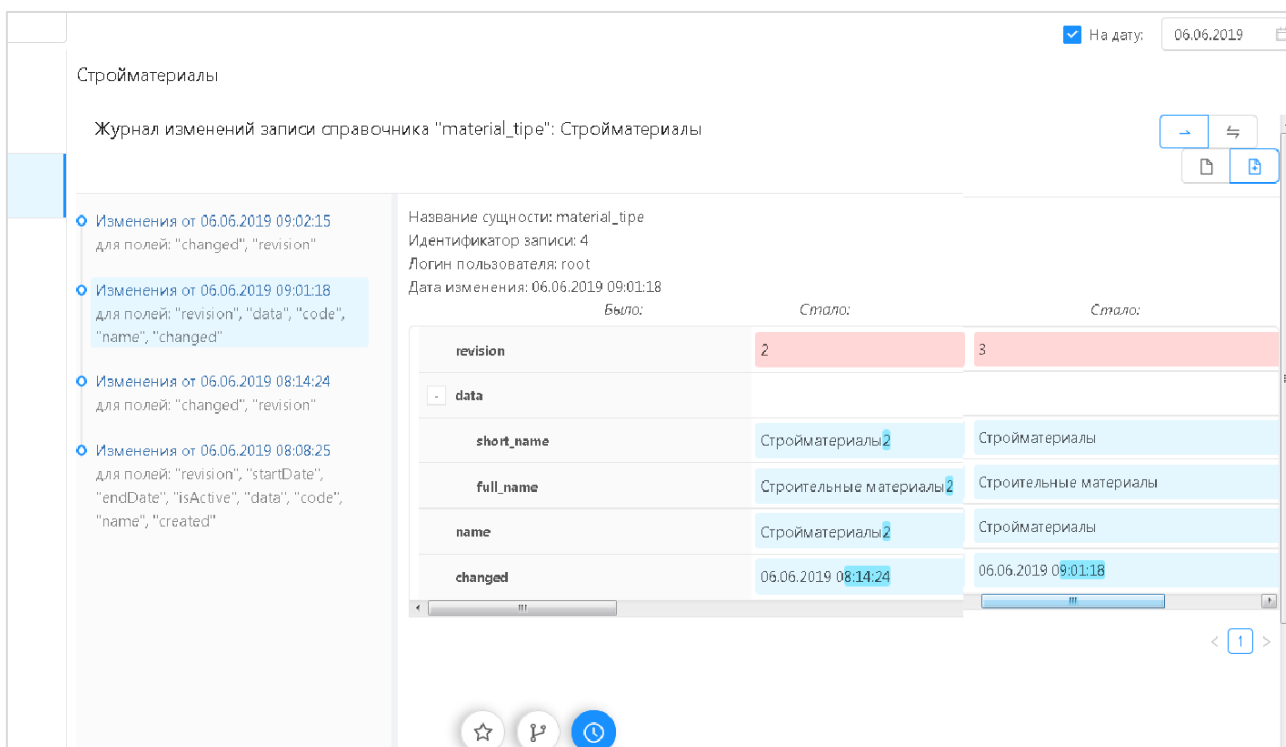 На дату: 06.06.2019
Стройматериалы
Журнал изменений записи справочника "material_tipe": Стройматериалы
Изменения от 06.06.2019 09:02:15
для полей: "changed", "revision"
Изменения от 06.06.2019 09:01:18
для полей: "revision", "data", "code",
"name", "changed"
Изменения от 06.06.2019 08:14:24
для полей: "changed", "revision"
Изменения от 06.06.2019 08:08:25
для полей: "revision", "startDate",
"endDate", "isActive", "data", "code",
"name", "created"
Название сущности: material_tipe
Идентификатор записи: 4
Логин пользователя: root
Дата изменения: 06.06.2019 09:01:18
Было: Стало: Стало:
revision 2 3
- data
short_name Стройматериалы2 Стройматериалы
full_name Строительные материалы2 Строительные материалы
name Стройматериалы2 Стройматериалы
changed 06.06.2019 08:14:24 06.06.2019 09:01:18
< 1 >